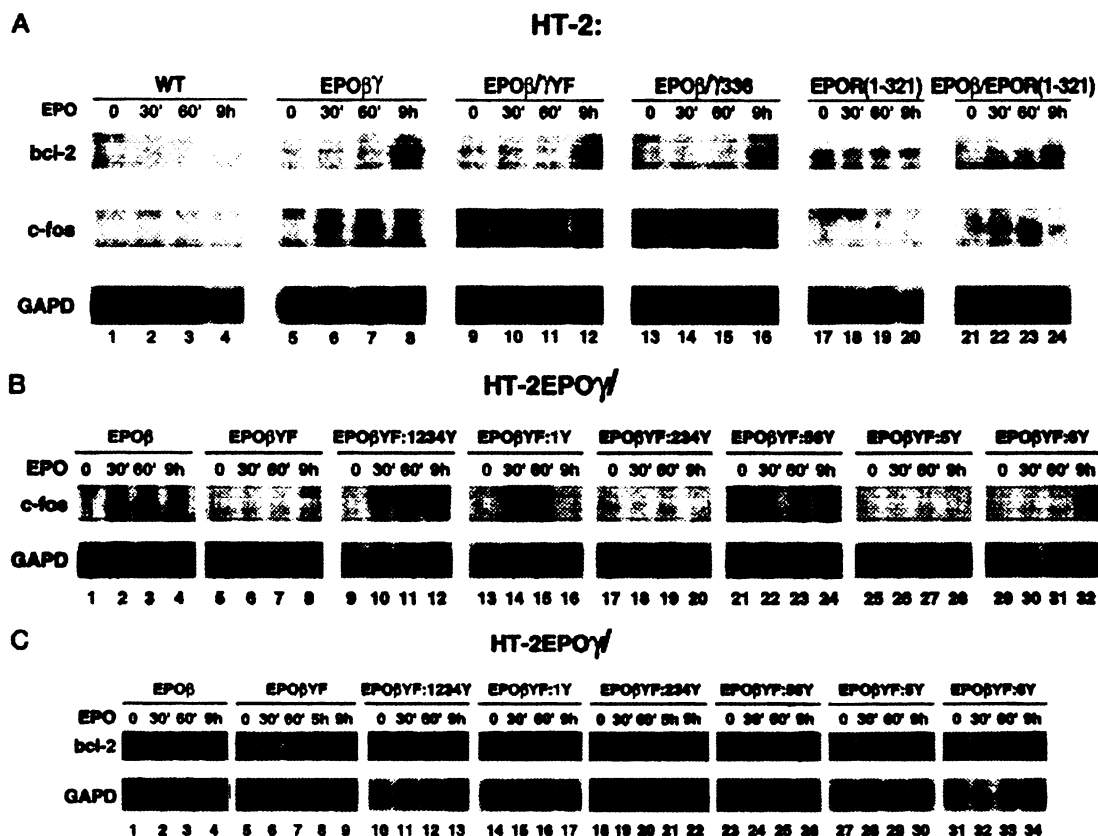 A
HT-2:
WT EPOβγ EPOβ/γYF EPOβ/γ336 EPOR(1-321) EPOβ/EPOR(1-321)
EPO 0 30' 60' 9h 0 30' 60' 9h 0 30' 60' 9h 0 30' 60' 9h 0 30' 60' 9h 0 30' 60' 9h
bcl-2
c-fos
GAPD
1 2 3 4 5 6 7 8 9 10 11 12 13 14 15 16 17 18 19 20 21 22 23 24
B
HT-2EPOγ/
EPOβ EPOβYF EPOβYF:1234Y EPOβYF:1Y EPOβYF:234Y EPOβYF:56Y EPOβYF:5Y EPOβYF:6Y
EPO 0 30' 60' 9h 0 30' 60' 9h 0 30' 60' 9h 0 30' 60' 9h 0 30' 60' 9h 0 30' 60' 9h 0 30' 60' 9h 0 30' 60' 9h
c-fos
GAPD
1 2 3 4 5 6 7 8 9 10 11 12 13 14 15 16 17 18 19 20 21 22 23 24 25 26 27 28 29 30 31 32
C
HT-2EPOγ/
EPOβ EPOβYF EPOβYF:1234Y EPOβYF:1Y EPOβYF:234Y EPOβYF:56Y EPOβYF:5Y EPOβYF:6Y
EPO 0 30' 60' 9h 0 30' 60' 5h 9h 0 30' 60' 9h 0 30' 60' 9h 0 30' 60' 5h 9h 0 30' 60' 9h 0 30' 60' 9h 0 30' 60' 9h
bcl-2
GAPD
1 2 3 4 5 6 7 8 9 10 11 12 13 14 15 16 17 18 19 20 21 22 23 24 25 26 27 28 29 30 31 32 33 34